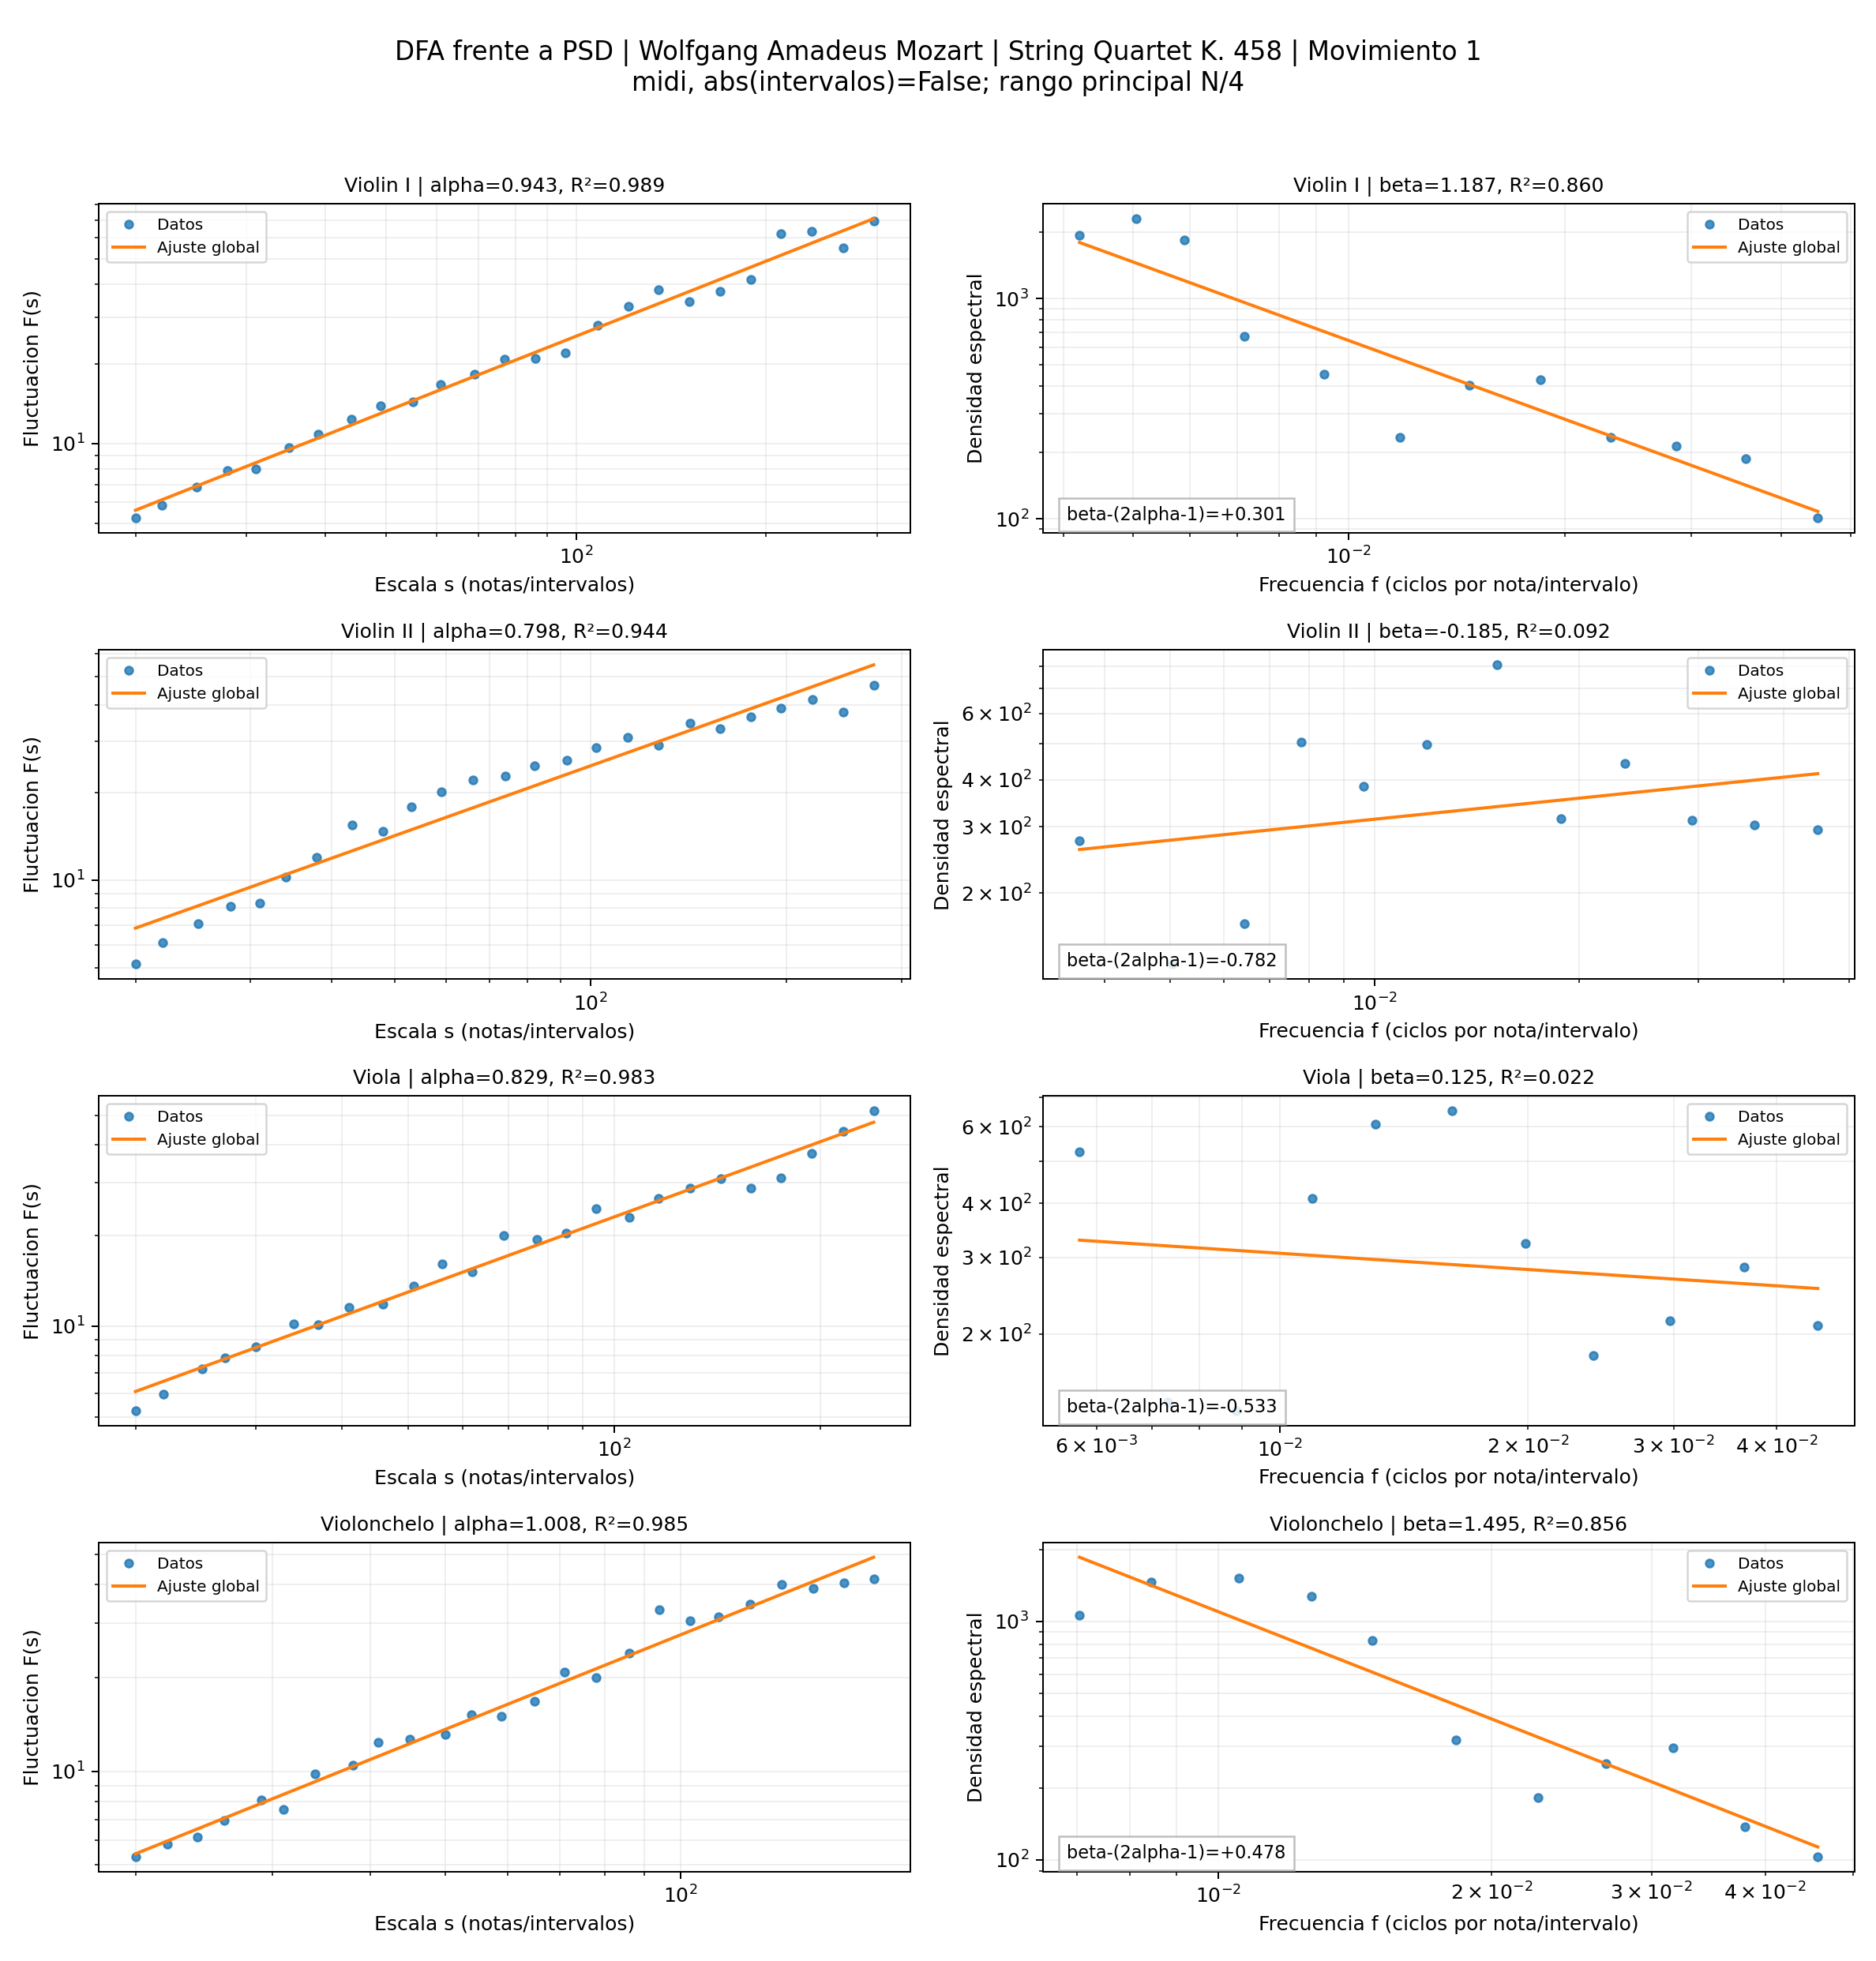 DFA frente a PSD | Wolfgang Amadeus Mozart | String Quartet K. 458 | Movimiento 1
midi, abs(intervalos)=False; rango principal N/4
Violin I | alpha=0.943, R²=0.989
Datos
Ajuste global
Fluctuacion F(s)
10¹
10²
Escala s (notas/intervalos)
Violin I | beta=1.187, R²=0.860
Datos
Ajuste global
Densidad espectral
10³
10²
beta-(2alpha-1)=+0.301
10⁻²
Frecuencia f (ciclos por nota/intervalo)
Violin II | alpha=0.798, R²=0.944
Datos
Ajuste global
Fluctuacion F(s)
10¹
10²
Escala s (notas/intervalos)
Violin II | beta=-0.185, R²=0.092
Datos
Ajuste global
Densidad espectral
6 × 10²
4 × 10²
3 × 10²
2 × 10²
beta-(2alpha-1)=-0.782
10⁻²
Frecuencia f (ciclos por nota/intervalo)
Viola | alpha=0.829, R²=0.983
Datos
Ajuste global
Fluctuacion F(s)
10¹
10²
Escala s (notas/intervalos)
Viola | beta=0.125, R²=0.022
Datos
Ajuste global
Densidad espectral
6 × 10²
4 × 10²
3 × 10²
2 × 10²
beta-(2alpha-1)=-0.533
6 × 10⁻³ 10⁻² 2 × 10⁻² 3 × 10⁻² 4 × 10⁻²
Frecuencia f (ciclos por nota/intervalo)
Violonchelo | alpha=1.008, R²=0.985
Datos
Ajuste global
Fluctuacion F(s)
10¹
10²
Escala s (notas/intervalos)
Violonchelo | beta=1.495, R²=0.856
Datos
Ajuste global
Densidad espectral
10³
10²
beta-(2alpha-1)=+0.478
10⁻² 2 × 10⁻² 3 × 10⁻² 4 × 10⁻²
Frecuencia f (ciclos por nota/intervalo)